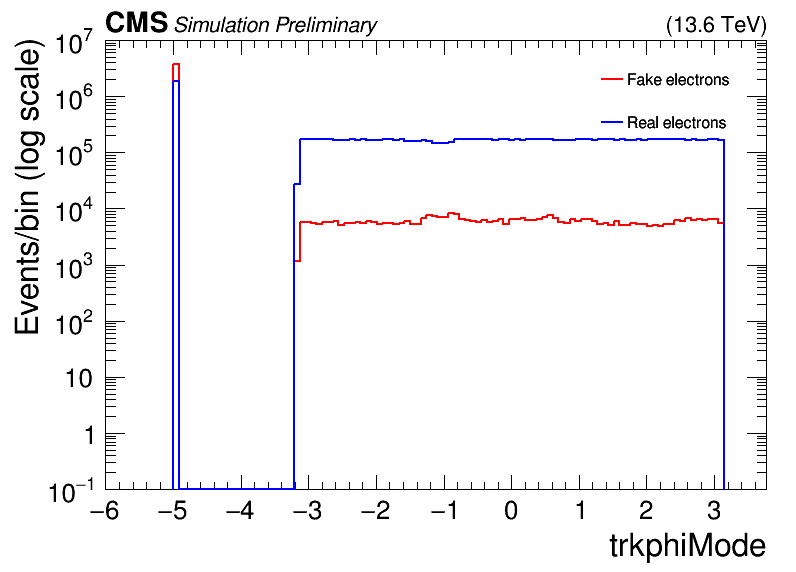 CMS Simulation Preliminary (13.6 TeV)
Events/bin (log scale)
10^7
10^6
10^5
10^4
10^3
10^2
10
1
10^−1
Fake electrons
Real electrons
−6 −5 −4 −3 −2 −1 0 1 2 3
trkphiMode